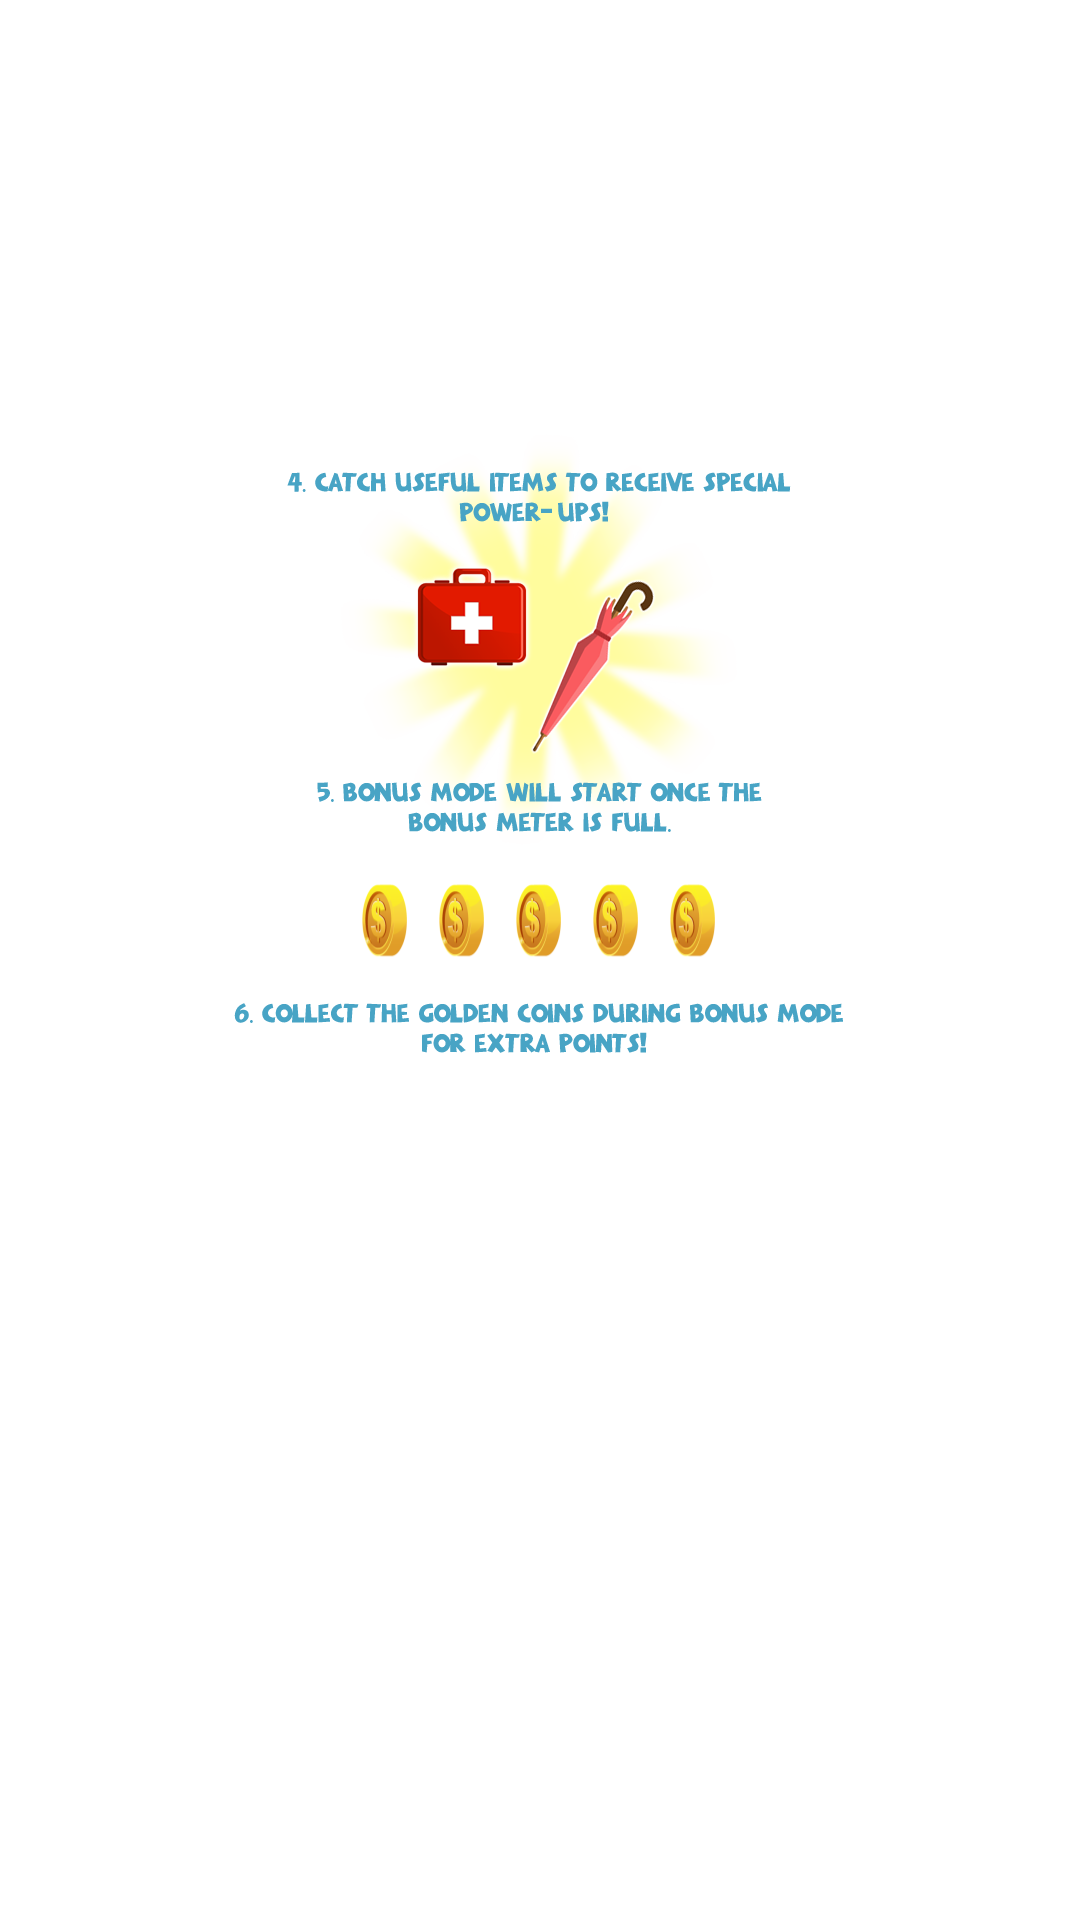 4. CATCH USEFUL ITEMS TO RECEIVE SPECIAL
POWER-UPS!
5. BONUS MODE WILL START ONCE THE
BONUS METER IS FULL.
$ $ $ $ $
6. COLLECT THE GOLDEN COINS DURING BONUS MODE
FOR EXTRA POINTS!